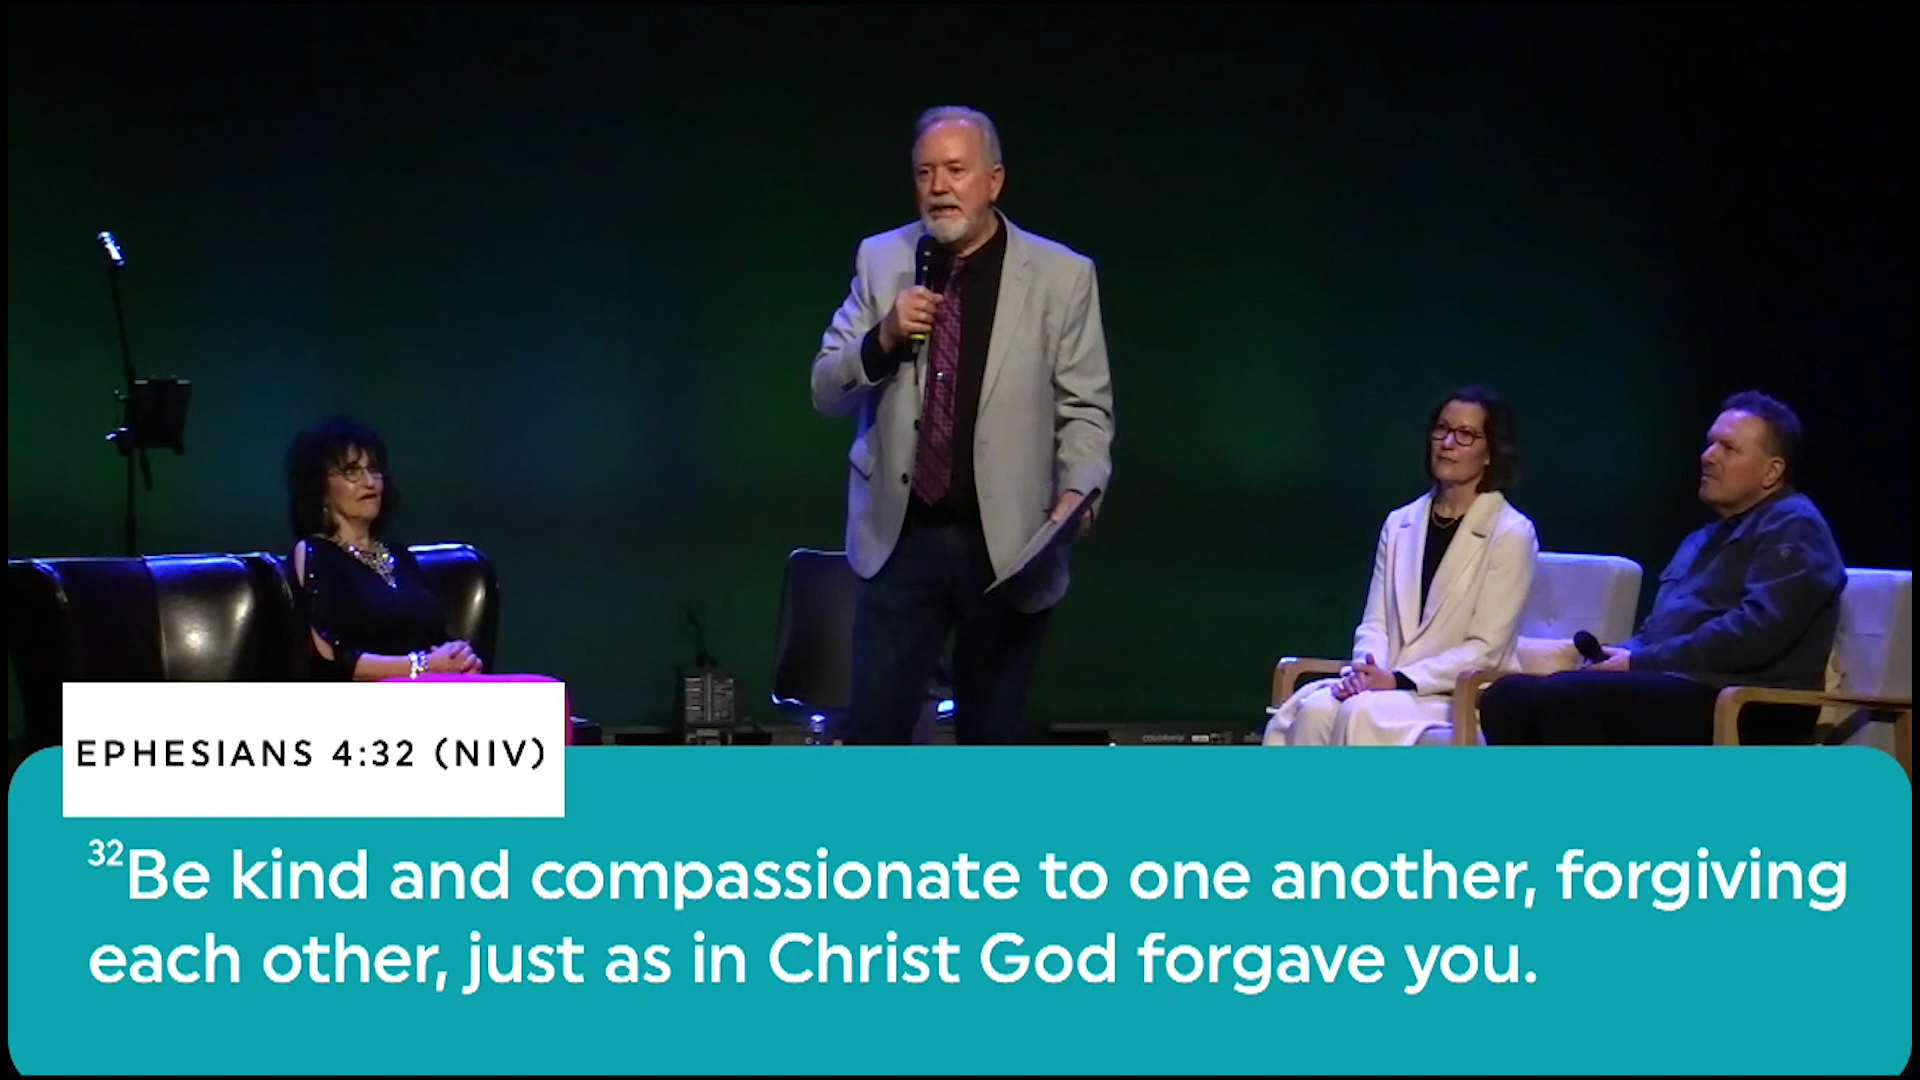 EPHESIANS 4:32 (NIV)
32Be kind and compassionate to one another, forgiving
each other, just as in Christ God forgave you.